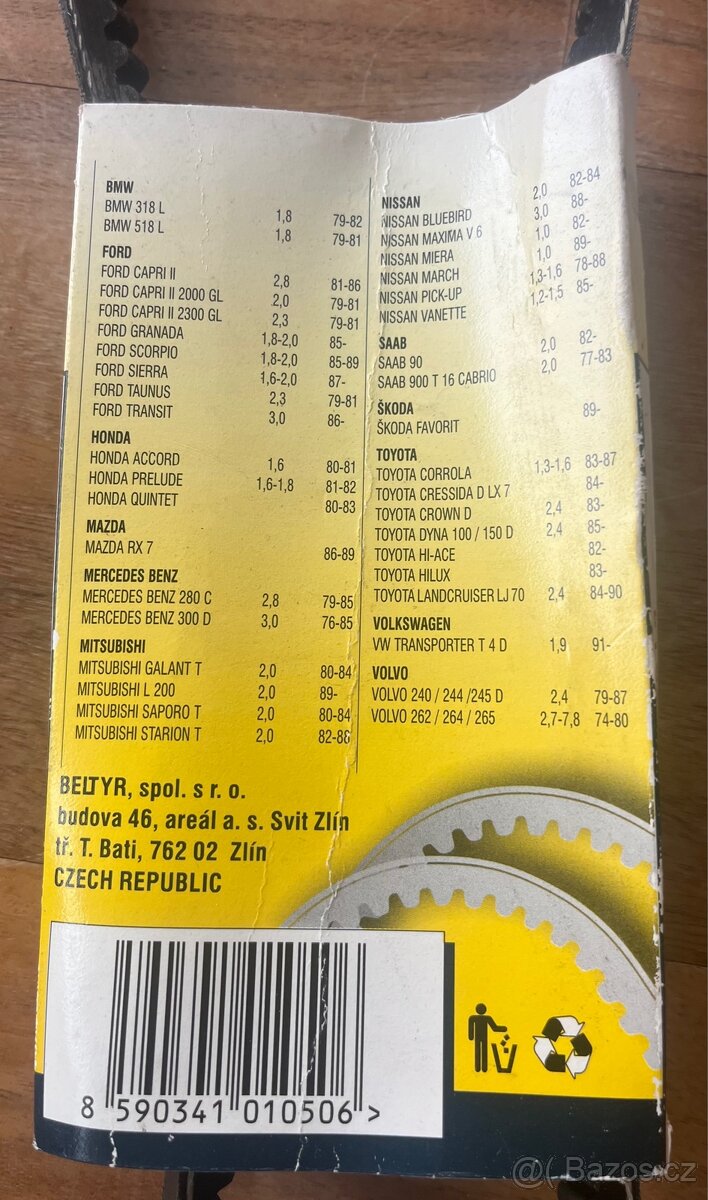 BMW
BMW 318 L 1,8 79-82
BMW 518 L 1,8 79-81
FORD
FORD CAPRI II 2,8 81-86
FORD CAPRI II 2000 GL 2,0 79-81
FORD CAPRI II 2300 GL 2,3 79-81
FORD GRANADA 1,8-2,0 85-
FORD SCORPIO 1,8-2,0 85-89
FORD SIERRA 1,6-2,0 87-
FORD TAUNUS 2,3 79-81
FORD TRANSIT 3,0 86-
HONDA
HONDA ACCORD 1,6 80-81
HONDA PRELUDE 1,6-1,8 81-82
HONDA QUINTET 80-83
MAZDA
MAZDA RX 7 86-89
MERCEDES BENZ
MERCEDES BENZ 280 C 2,8 79-85
MERCEDES BENZ 300 D 3,0 76-85
MITSUBISHI
MITSUBISHI GALANT T 2,0 80-84
MITSUBISHI L 200 2,0 89-
MITSUBISHI SAPORO T 2,0 80-84
MITSUBISHI STARION T 2,0 82-86
NISSAN
NISSAN BLUEBIRD 2,0 82-84
NISSAN MAXIMA V 6 3,0 88-
NISSAN MIERA 1,0 82-
NISSAN MARCH 1,0 89-
NISSAN PICK-UP 1,3-1,6 78-88
NISSAN VANETTE 1,2-1,5 85-
SAAB
SAAB 90 2,0 82-
SAAB 900 T 16 CABRIO 2,0 77-83
ŠKODA
ŠKODA FAVORIT 89-
TOYOTA
TOYOTA CORROLA 1,3-1,6 83-87
TOYOTA CRESSIDA D LX 7 84-
TOYOTA CROWN D 2,4 83-
TOYOTA DYNA 100 / 150 D 2,4 85-
TOYOTA HI-ACE 82-
TOYOTA HILUX 83-
TOYOTA LANDCRUISER LJ 70 2,4 84-90
VOLKSWAGEN
VW TRANSPORTER T 4 D 1,9 91-
VOLVO
VOLVO 240 / 244 /245 D 2,4 79-87
VOLVO 262 / 264 / 265 2,7-7,8 74-80
BELTYR, spol. s r. o.
budova 46, areál a. s. Svit Zlín
tř. T. Bati, 762 02 Zlín
CZECH REPUBLIC
8 590341 010506 >
@( Bazos.cz